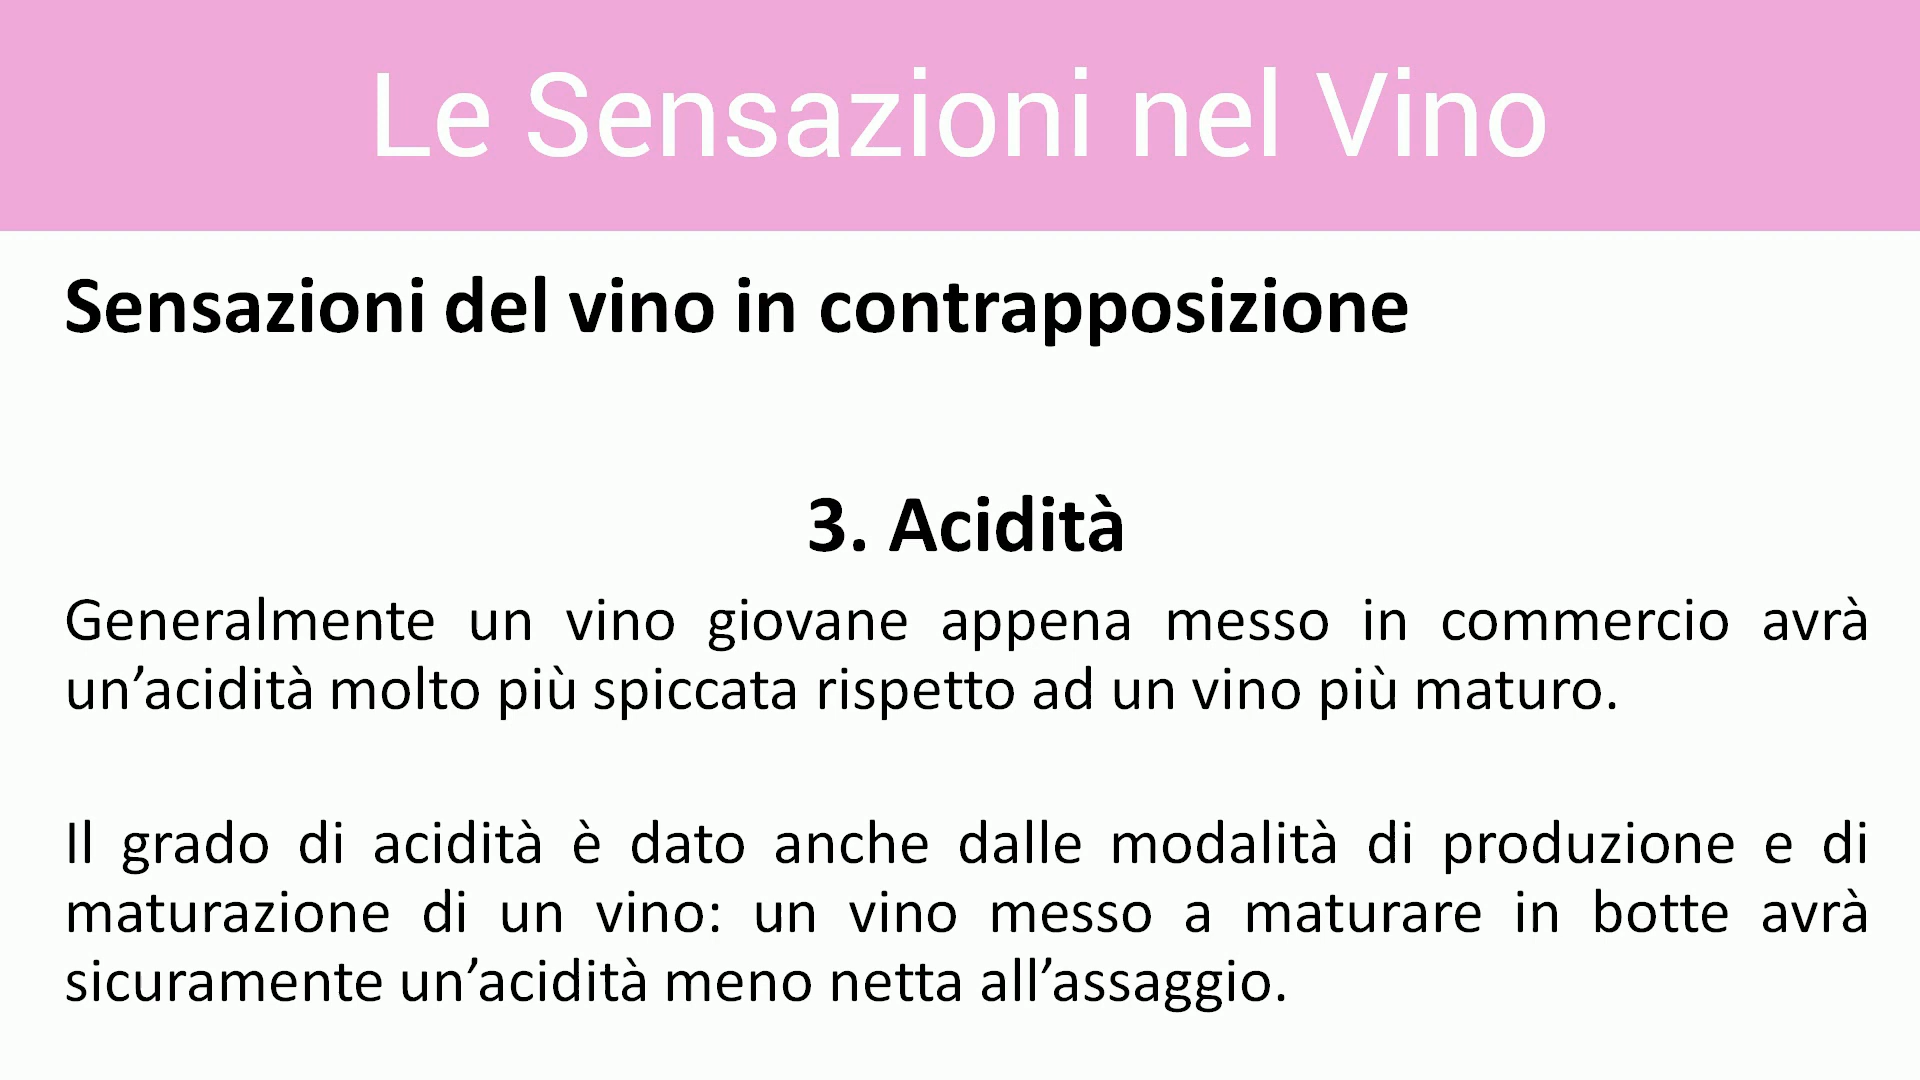 Le Sensazioni nel Vino
Sensazioni del vino in contrapposizione
3. Acidità
Generalmente un vino giovane appena messo in commercio avrà
un’acidità molto più spiccata rispetto ad un vino più maturo.
Il grado di acidità è dato anche dalle modalità di produzione e di
maturazione di un vino: un vino messo a maturare in botte avrà
sicuramente un’acidità meno netta all’assaggio.